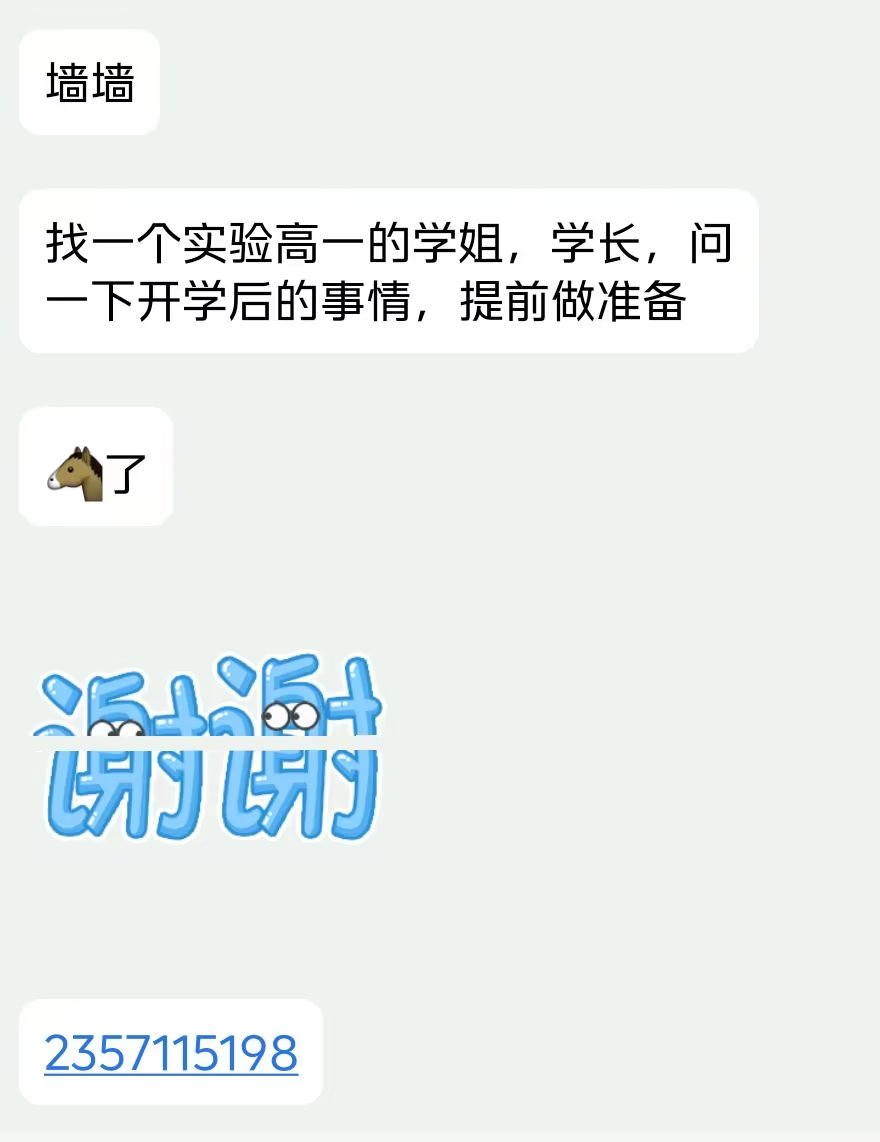 墙墙
找一个实验高一的学姐，学长，问
一下开学后的事情，提前做准备
🐴了
谢谢
2357115198